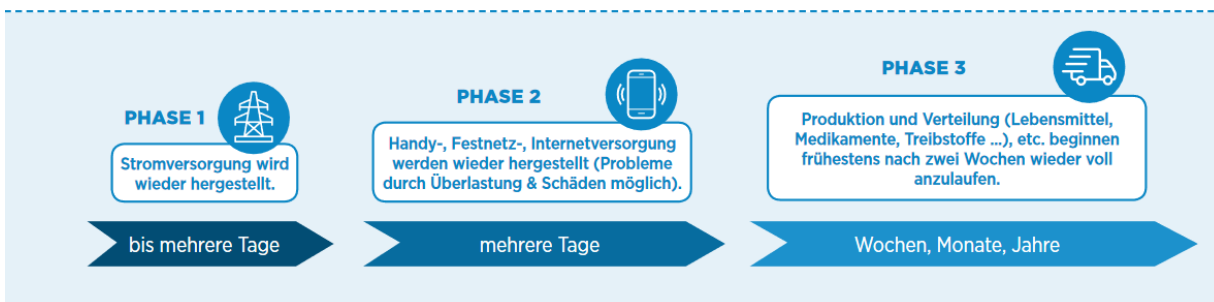 PHASE 1
Stromversorgung wird
wieder hergestellt.
bis mehrere Tage
PHASE 2
Handy-, Festnetz-, Internetversorgung
werden wieder hergestellt (Probleme
durch Überlastung & Schäden möglich).
mehrere Tage
PHASE 3
Produktion und Verteilung (Lebensmittel,
Medikamente, Treibstoffe ...), etc. beginnen
frühestens nach zwei Wochen wieder voll
anzulaufen.
Wochen, Monate, Jahre